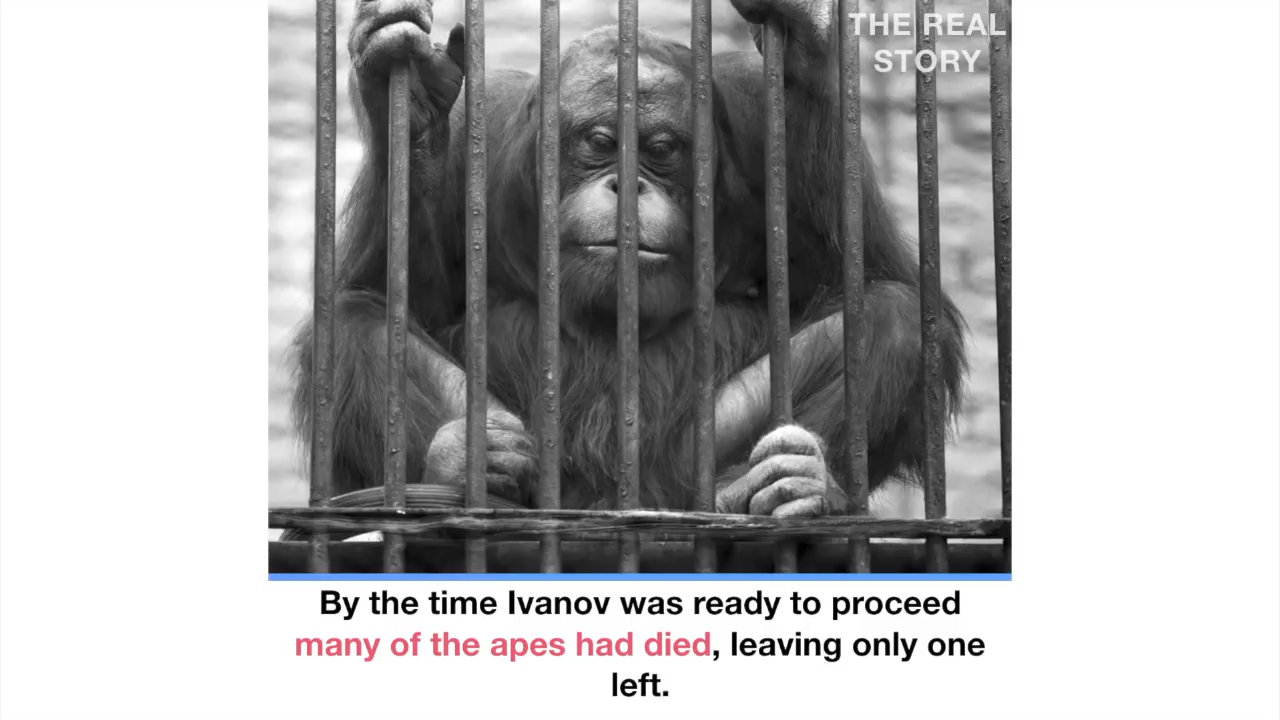 THE REAL
STORY
By the time Ivanov was ready to proceed
many of the apes had died, leaving only one
left.